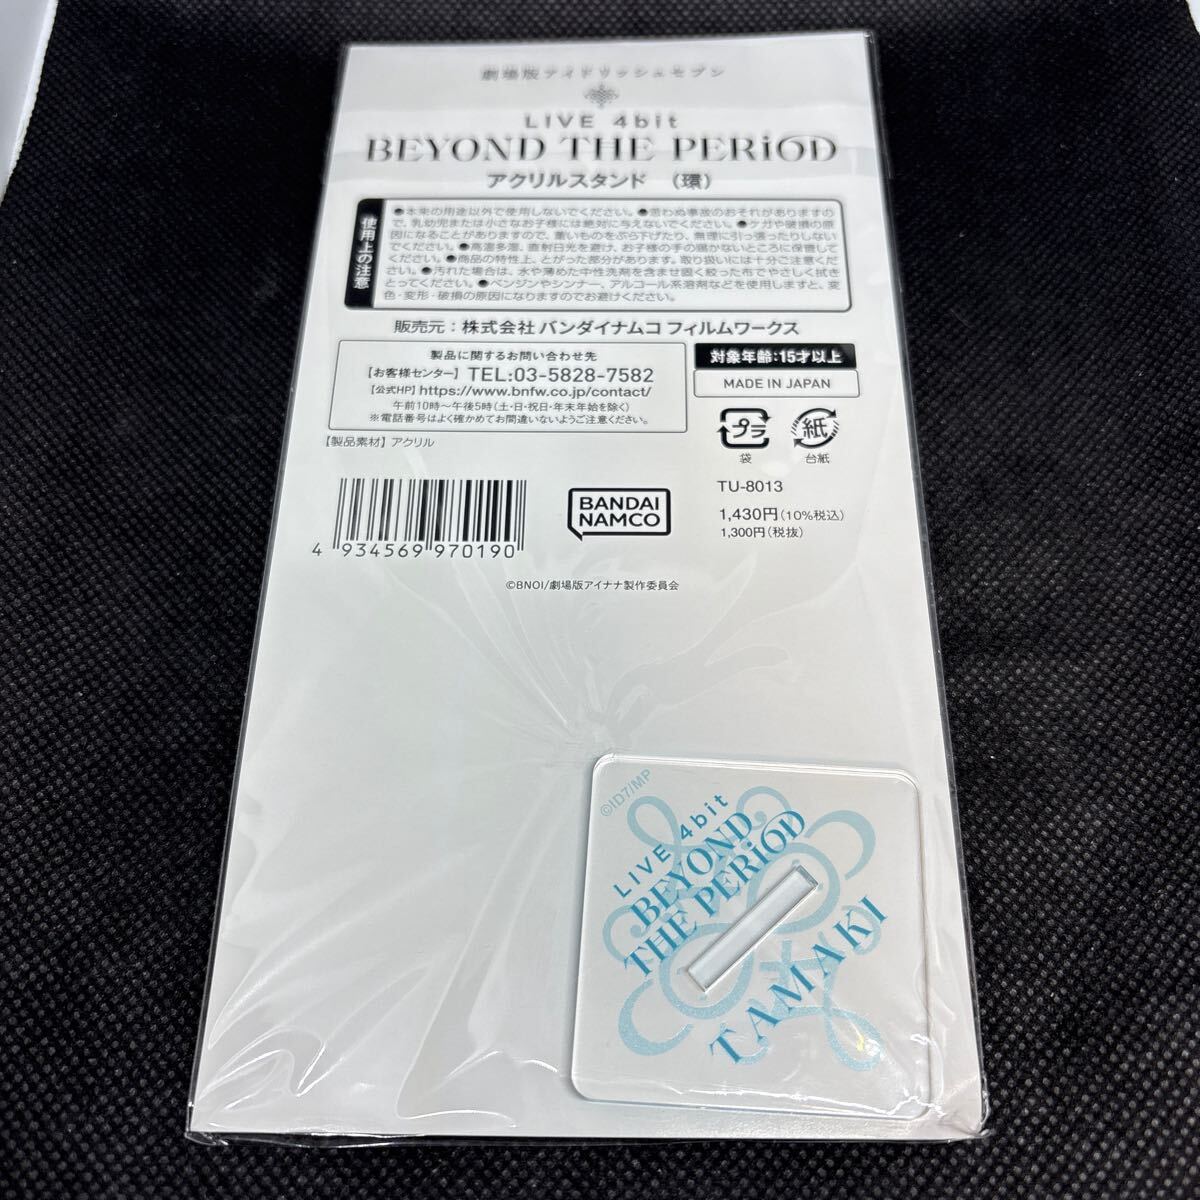 劇場版アイドリッシュセブン
LIVE 4bit
BEYOND THE PERiOD
アクリルスタンド （環）
使用上の注意
●本来の用途以外で使用しないでください。●思わぬ事故のおそれがありますの
で、乳幼児または小さなお子様には絶対に与えないでください。●ケガや破損の原
因になることがありますので、重いものをぶら下げたり、無理に引っ張ったりしない
でください。●高温多湿、直射日光を避け、お子様の手の届かないところに保管して
ください。●商品の特性上、とがった部分があります。取り扱いには十分ご注意くだ
さい。●汚れた場合は、水や薄めた中性洗剤を含ませ固く絞った布でやさしく拭き
とってください。●ベンジンやシンナー、アルコール系溶剤などを使用しますと、変
色・変形・破損の原因になりますのでお避けください。
販売元：株式会社 バンダイナムコ フィルムワークス
製品に関するお問い合わせ先
【お客様センター】 TEL:03-5828-7582
【公式HP】https://www.bnfw.co.jp/contact/
午前10時～午後5時（土・日・祝日・年末年始を除く）
※電話番号はよく確かめてお間違いないようご注意ください。
対象年齢：15才以上
MADE IN JAPAN
プラ
袋
紙
台紙
【製品素材】アクリル
TU-8013
1,430円（10%税込）
1,300円（税抜）
BANDAI
NAMCO
4 934569 970190
©BNOI/劇場版アイナナ製作委員会
©ID7/MP
LIVE 4bit
BEYOND
THE PERiOD
TAMAKI